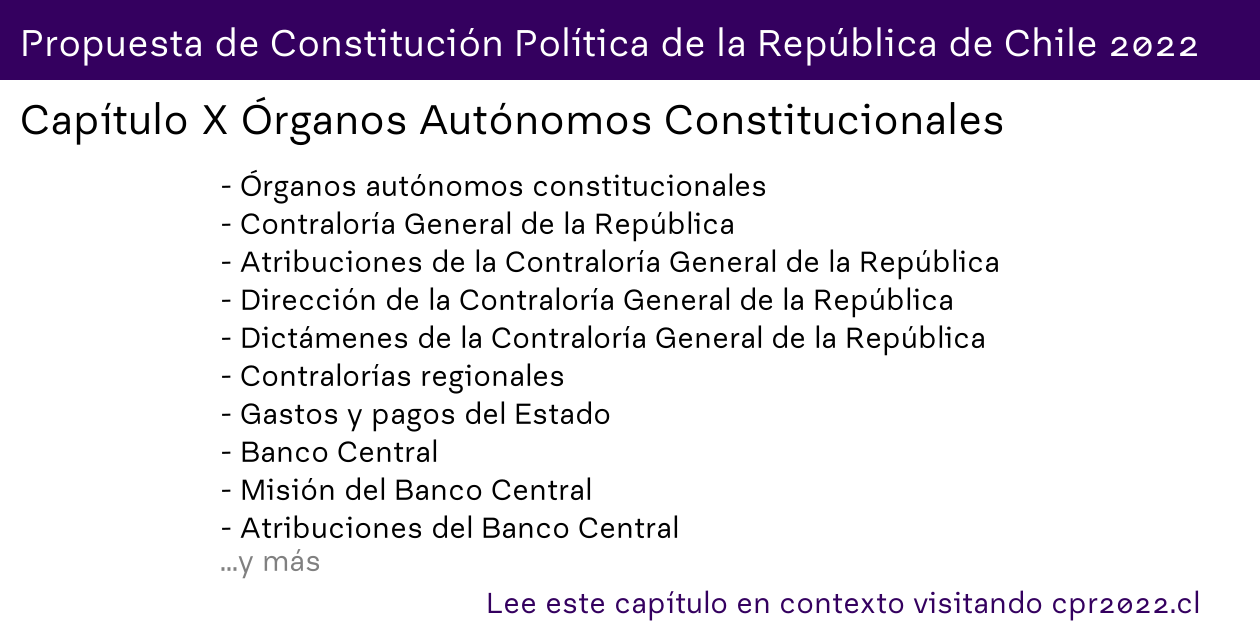 Propuesta de Constitución Política de la República de Chile 2022
Capítulo X Órganos Autónomos Constitucionales
- Órganos autónomos constitucionales
- Contraloría General de la República
- Atribuciones de la Contraloría General de la República
- Dirección de la Contraloría General de la República
- Dictámenes de la Contraloría General de la República
- Contralorías regionales
- Gastos y pagos del Estado
- Banco Central
- Misión del Banco Central
- Atribuciones del Banco Central
...y más
Lee este capítulo en contexto visitando cpr2022.cl